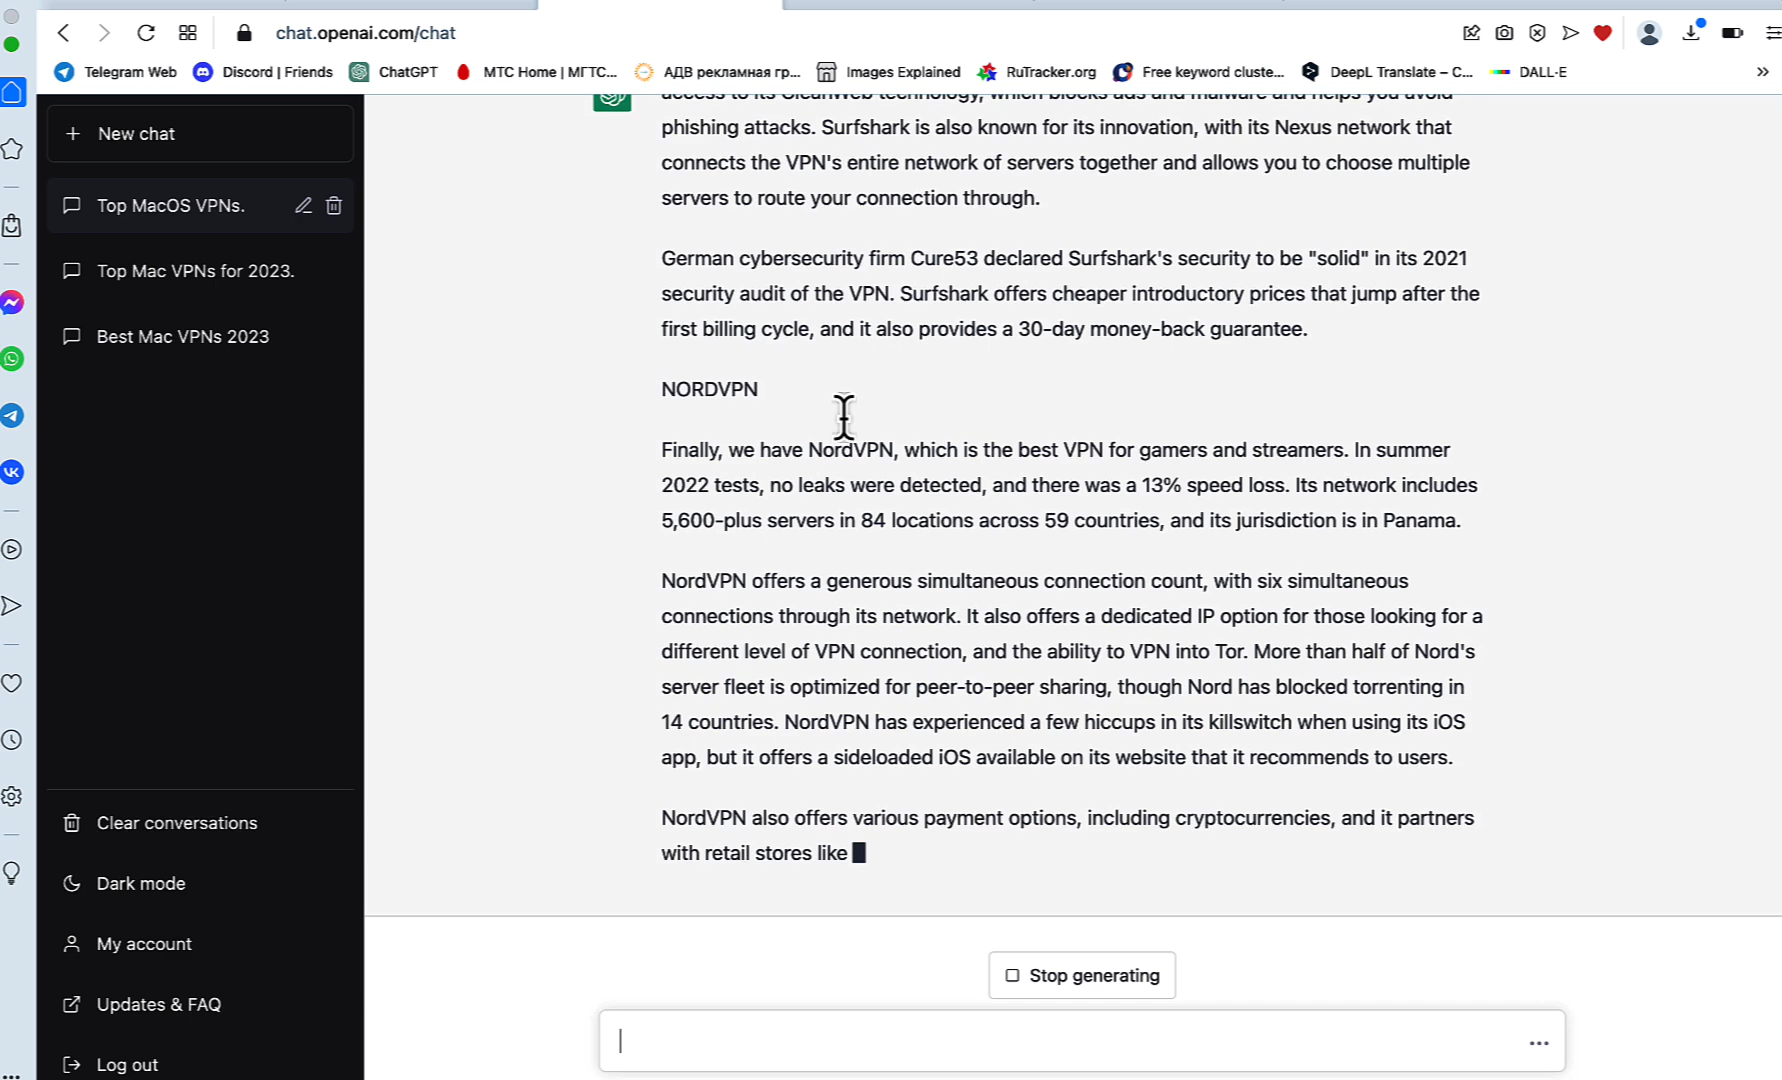 chat.openai.com/chat
Telegram Web
Discord | Friends
ChatGPT
МТС Home | МГТС...
АДВ рекламная гр...
Images Explained
RuTracker.org
Free keyword cluste...
DeepL Translate – C...
DALL·E
»
New chat
Top MacOS VPNs.
Top Mac VPNs for 2023.
Best Mac VPNs 2023
Clear conversations
Dark mode
My account
Updates & FAQ
Log out
access to its CleanWeb technology, which blocks ads and malware and helps you avoid
phishing attacks. Surfshark is also known for its innovation, with its Nexus network that
connects the VPN's entire network of servers together and allows you to choose multiple
servers to route your connection through.
German cybersecurity firm Cure53 declared Surfshark's security to be "solid" in its 2021
security audit of the VPN. Surfshark offers cheaper introductory prices that jump after the
first billing cycle, and it also provides a 30-day money-back guarantee.
NORDVPN
Finally, we have NordVPN, which is the best VPN for gamers and streamers. In summer
2022 tests, no leaks were detected, and there was a 13% speed loss. Its network includes
5,600-plus servers in 84 locations across 59 countries, and its jurisdiction is in Panama.
NordVPN offers a generous simultaneous connection count, with six simultaneous
connections through its network. It also offers a dedicated IP option for those looking for a
different level of VPN connection, and the ability to VPN into Tor. More than half of Nord's
server fleet is optimized for peer-to-peer sharing, though Nord has blocked torrenting in
14 countries. NordVPN has experienced a few hiccups in its killswitch when using its iOS
app, but it offers a sideloaded iOS available on its website that it recommends to users.
NordVPN also offers various payment options, including cryptocurrencies, and it partners
with retail stores like
Stop generating
...